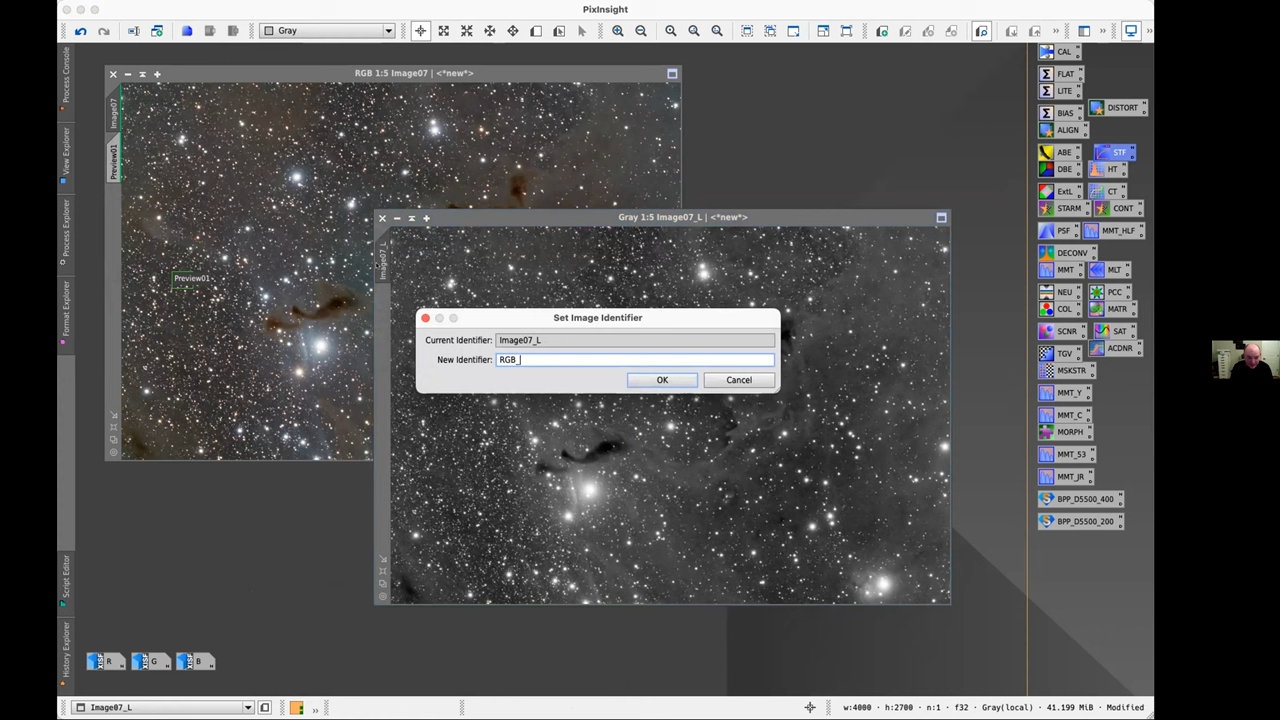 PixInsight
Gray
Process Console
View Explorer
Process Explorer
Format Explorer
Script Editor
History Explorer
RGB 1:5 Image07 | <*new*>
Image07
Preview01
Preview01
Gray 1:5 Image07_L | <*new*>
Image07
Set Image Identifier
Current Identifier: Image07_L
New Identifier: RGB_
OK
Cancel
CAL
FLAT
LITE
BIAS
DISTORT
ALIGN
ABE
STF
DBE
HT
ExtL
CT
STARM
CONT
PSF
MMT_HLF
DECONV
MMT
MLT
NEU
PCC
COL
MATR
SCNR
SAT
TGV
ACDNR
MSKSTR
MMT_Y
MMT_C
MORPH
MMT_53
MMT_JR
BPP_D5500_400
BPP_D5500_200
R
G
B
Image07_L
w:4000 | h:2700 | n:1 | f32 | Gray(local) | 41.199 MiB | Modified